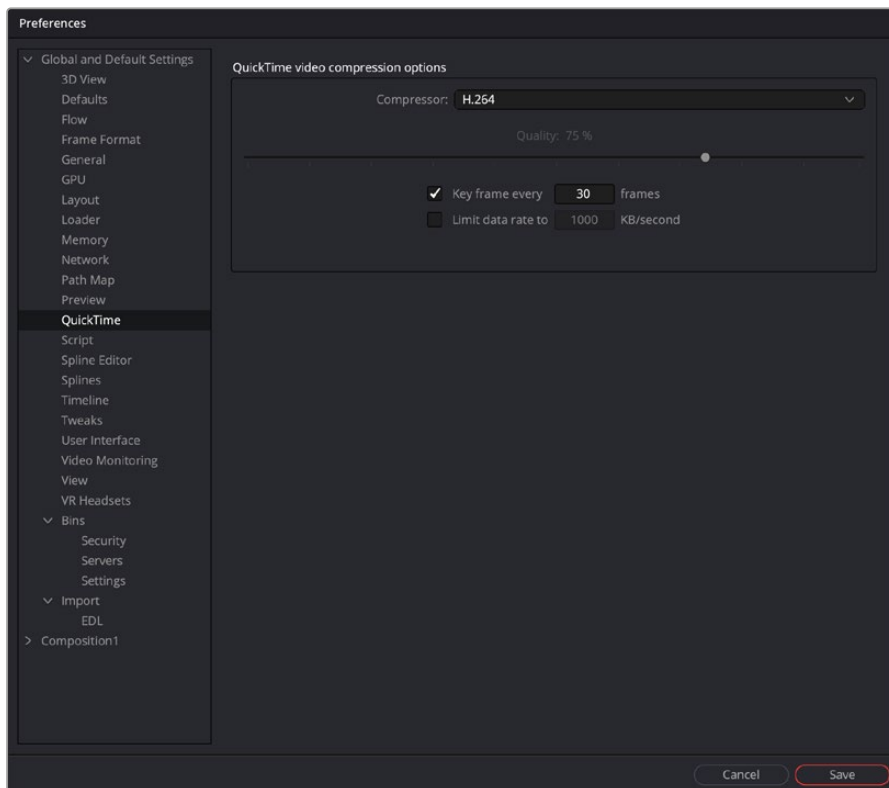 Preferences
Global and Default Settings
3D View
Defaults
Flow
Frame Format
General
GPU
Layout
Loader
Memory
Network
Path Map
Preview
QuickTime
Script
Spline Editor
Splines
Timeline
Tweaks
User Interface
Video Monitoring
View
VR Headsets
Bins
Security
Servers
Settings
Import
EDL
Composition1
QuickTime video compression options
Compressor: H.264
Quality: 75 %
Key frame every 30 frames
Limit data rate to 1000 KB/second
Cancel Save